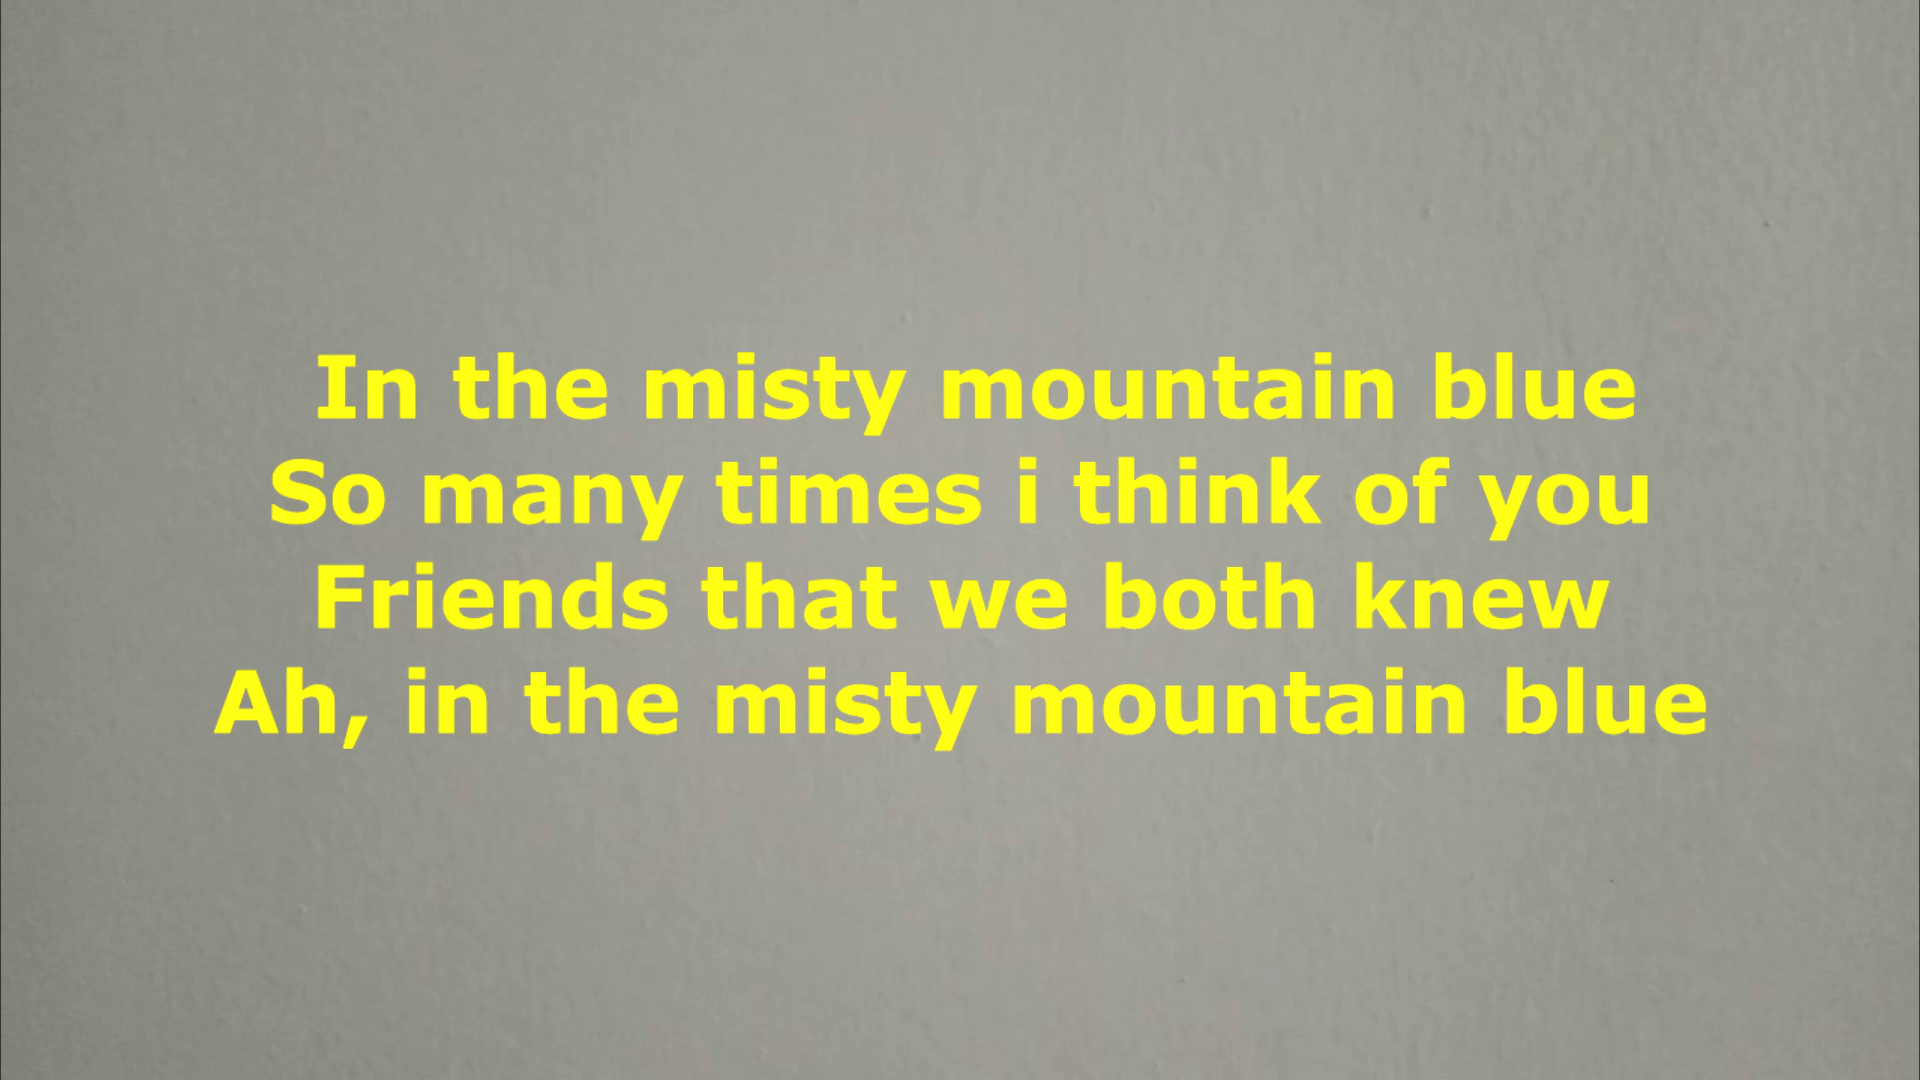 In the misty mountain blue
So many times i think of you
Friends that we both knew
Ah, in the misty mountain blue